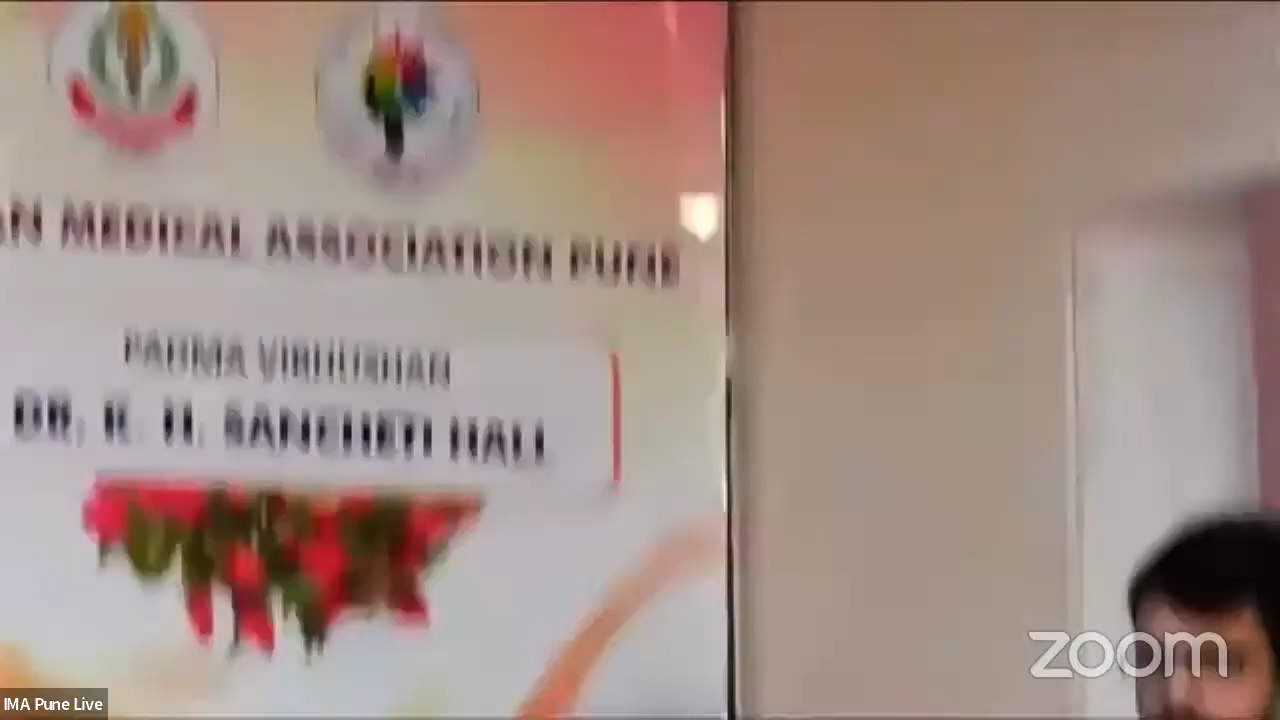 N MEDICAL ASSOCIATION PUNE
PADMA VIBHUSHAN
DR. K. H. SANCHETI HALL
zoom
IMA Pune Live